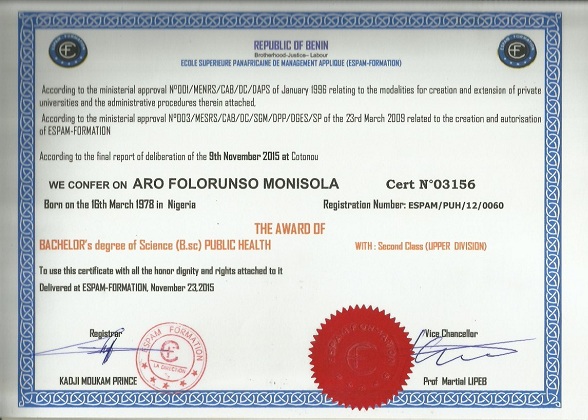 REPUBLIC OF BENIN
Brotherhood-Justice- Labour
ECOLE SUPERIEURE PANAFRICAINE DE MANAGEMENT APPLIQUE (ESPAM-FORMATION)
According to the ministerial approval N°001/MENRS/CAB/DC/DAPS of January 1996 relating to the modalities for creation and extension of private
universities and the administrative procedures therein attached,
According to the ministerial approval N°003/MESRS/CAB/DC/SGM/DPP/DGES/SP of the 23rd March 2009 related to the creation and autorisation
of ESPAM-FORMATION
According to the final report of deliberation of the 9th November 2015 at Cotonou
WE CONFER ON ARO FOLORUNSO MONISOLA Cert N°03156
Born on the 16th March 1978 in Nigeria Registration Number: ESPAM/PUH/12/0060
THE AWARD OF
BACHELOR's degree of Science (B.sc) PUBLIC HEALTH WITH : Second Class (UPPER DIVISION)
To use this certificate with all the honor dignity and rights attached to it
Delivered at ESPAM-FORMATION, November 23,2015
Registrar Vice Chancellor
ESPAM FORMATION
KADJI MOUKAM PRINCE Prof Martial LIPEB